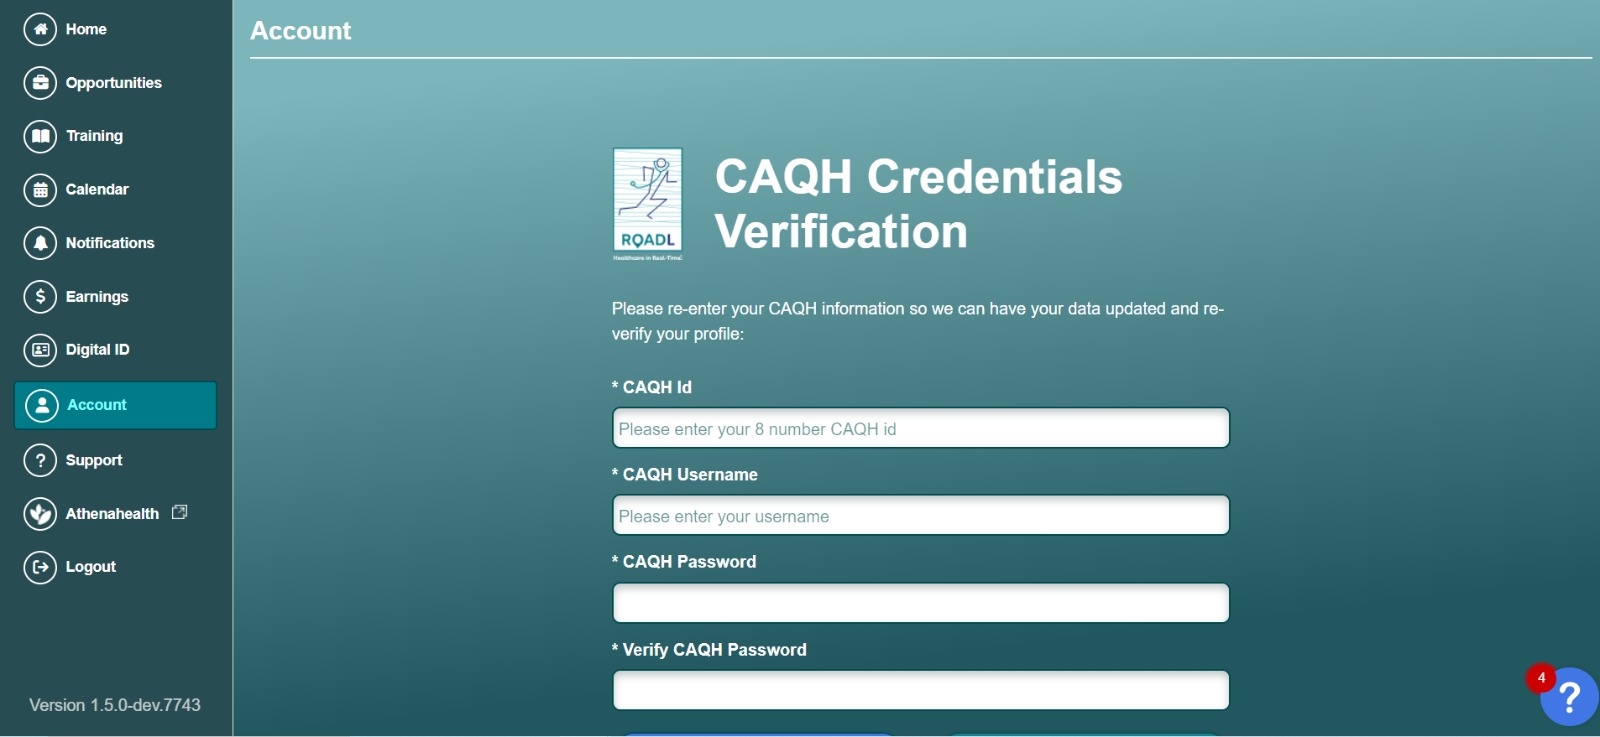 Home
Opportunities
Training
Calendar
Notifications
$ Earnings
Digital ID
Account
? Support
Athenahealth
Logout
Version 1.5.0-dev.7743
Account
RQADL
Healthcare in Real-Time
CAQH Credentials
Verification
Please re-enter your CAQH information so we can have your data updated and re-
verify your profile:
* CAQH Id
Please enter your 8 number CAQH id
* CAQH Username
Please enter your username
* CAQH Password
* Verify CAQH Password
4
?